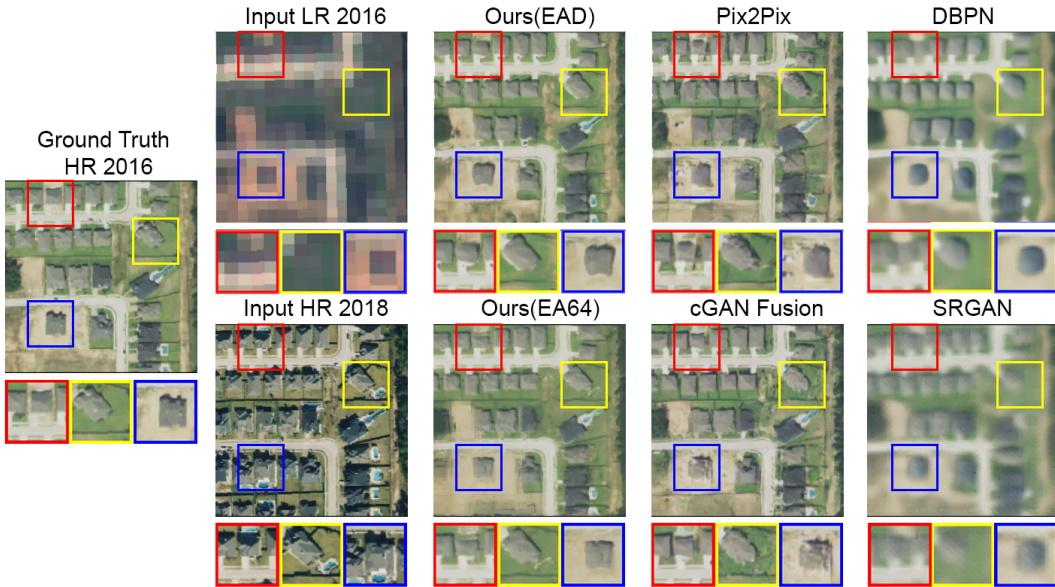 Input LR 2016
Ours(EAD)
Pix2Pix
DBPN
Ground Truth
HR 2016
Input HR 2018
Ours(EA64)
cGAN Fusion
SRGAN